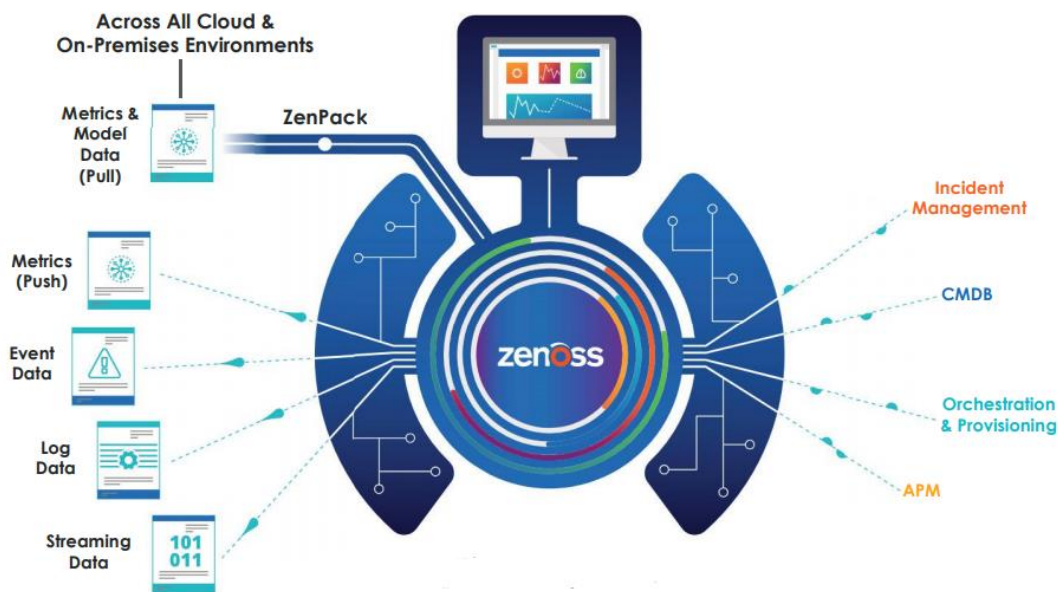 Across All Cloud &
On-Premises Environments
Metrics &
Model
Data
(Pull)
ZenPack
Metrics
(Push)
Event
Data
Log
Data
Streaming
Data
101
011
zenoss
Incident
Management
CMDB
Orchestration
& Provisioning
APM